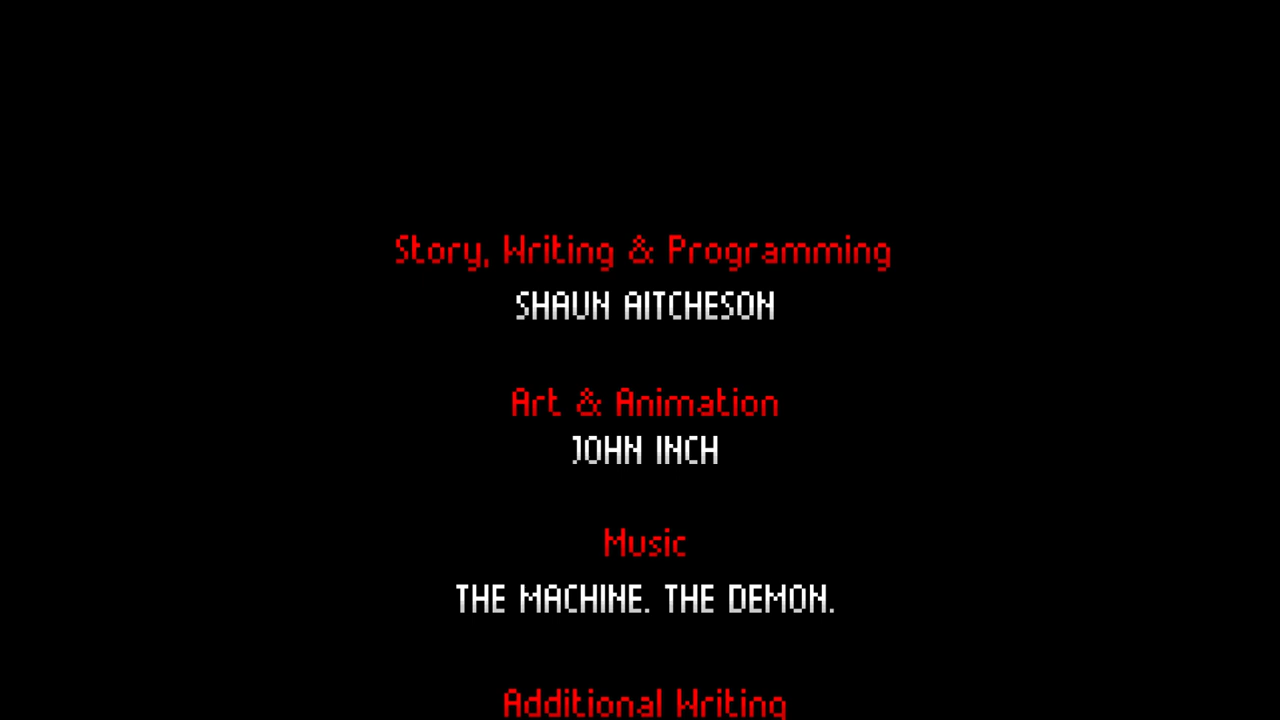 Story, Writing & Programming
SHAUN AITCHESON
Art & Animation
JOHN INCH
Music
THE MACHINE. THE DEMON.
Additional Writing